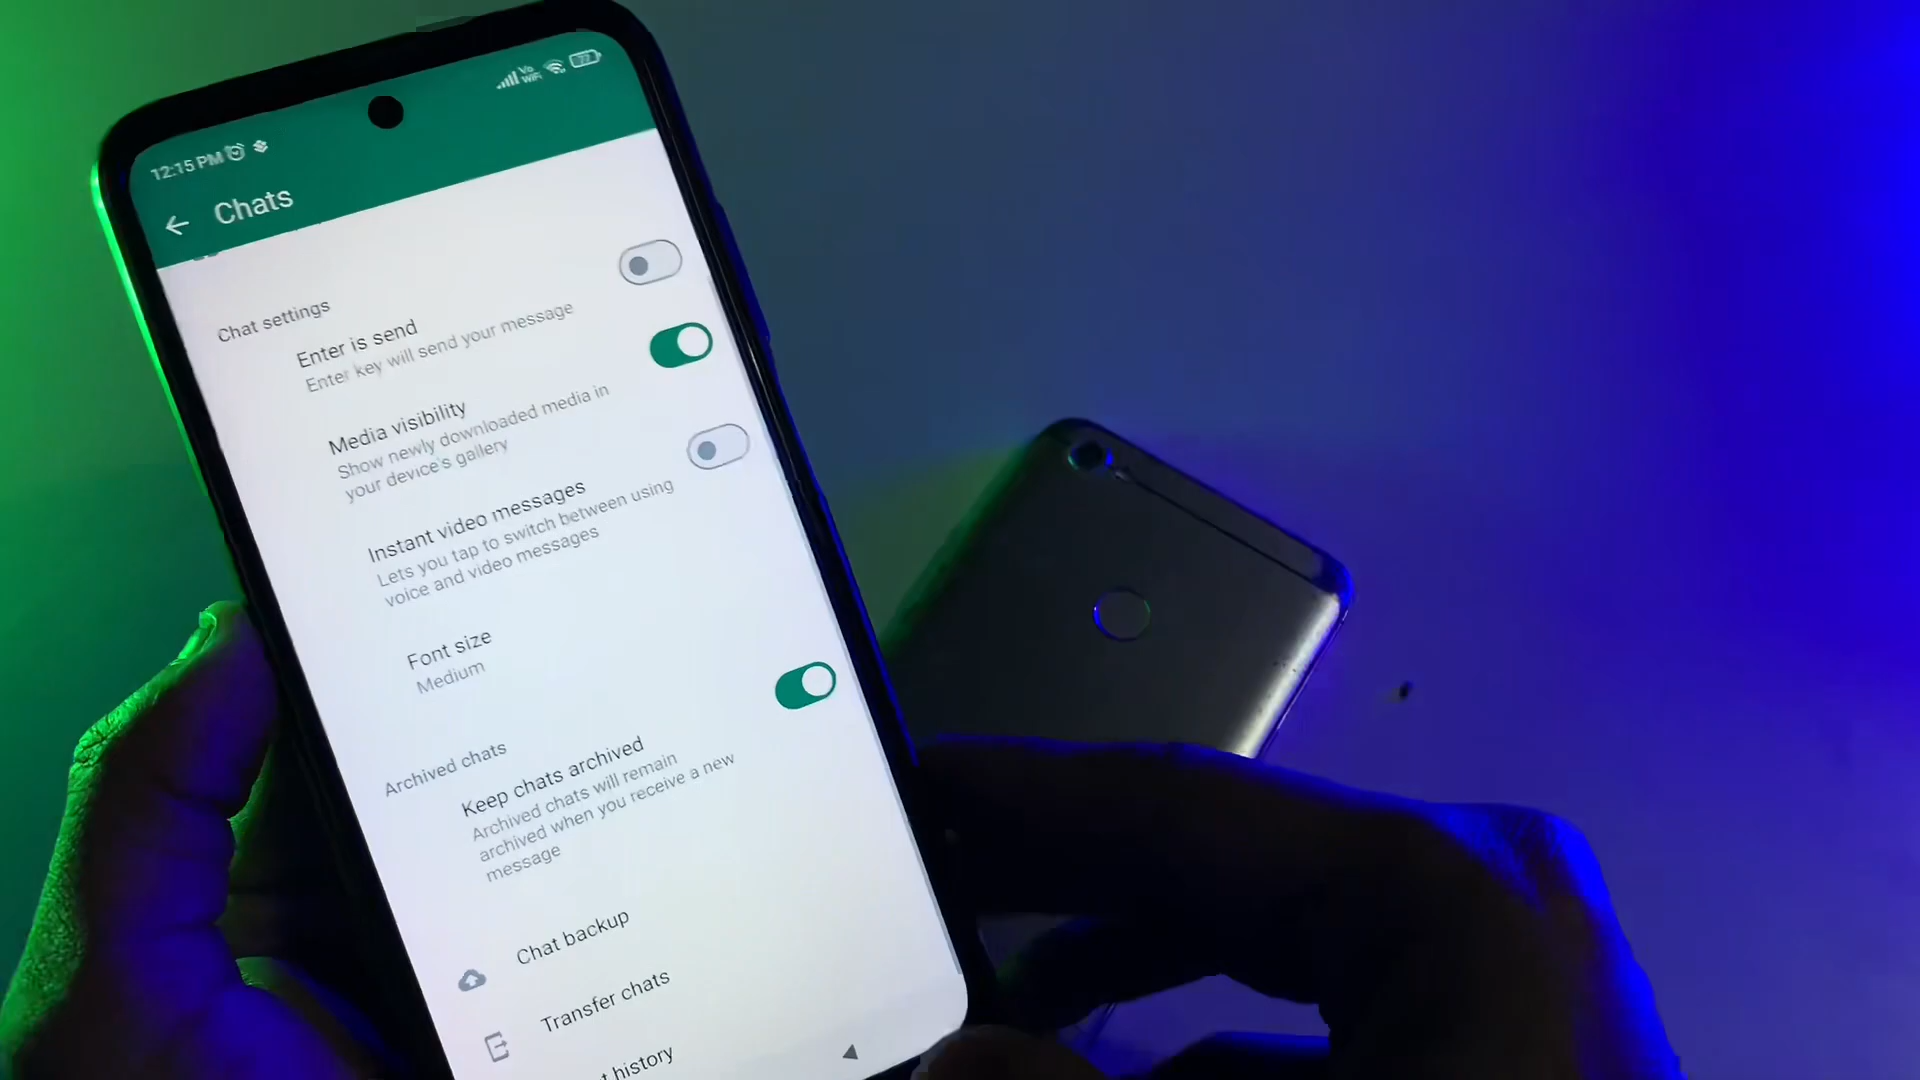 12:15 PM
Vo
WiFi
77
Chats
Chat settings
Enter is send
Enter key will send your message
Media visibility
Show newly downloaded media in
your device's gallery
Instant video messages
Lets you tap to switch between using
voice and video messages
Font size
Medium
Archived chats
Keep chats archived
Archived chats will remain
archived when you receive a new
message
Chat backup
Transfer chats
t history